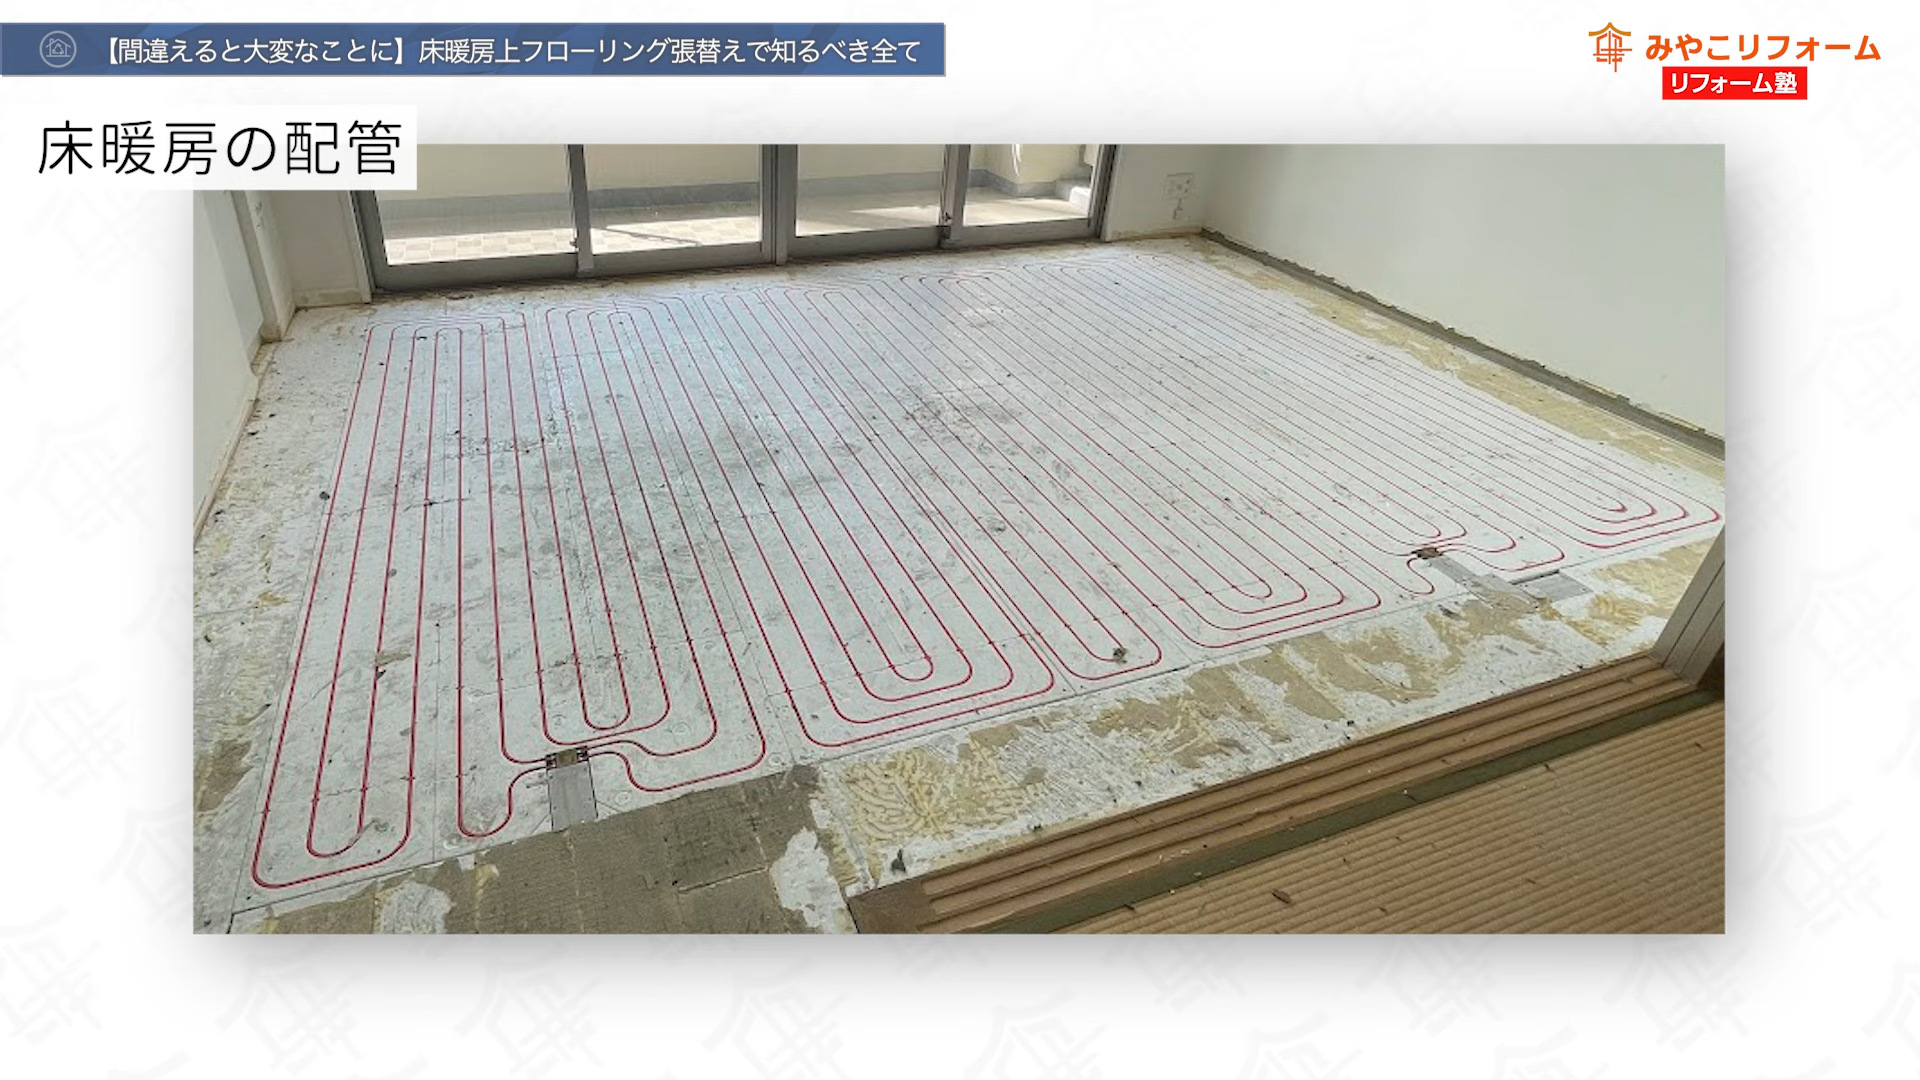 【間違えると大変なことに】床暖房上フローリング張替えで知るべき全て
みやこリフォーム
リフォーム塾
床暖房の配管